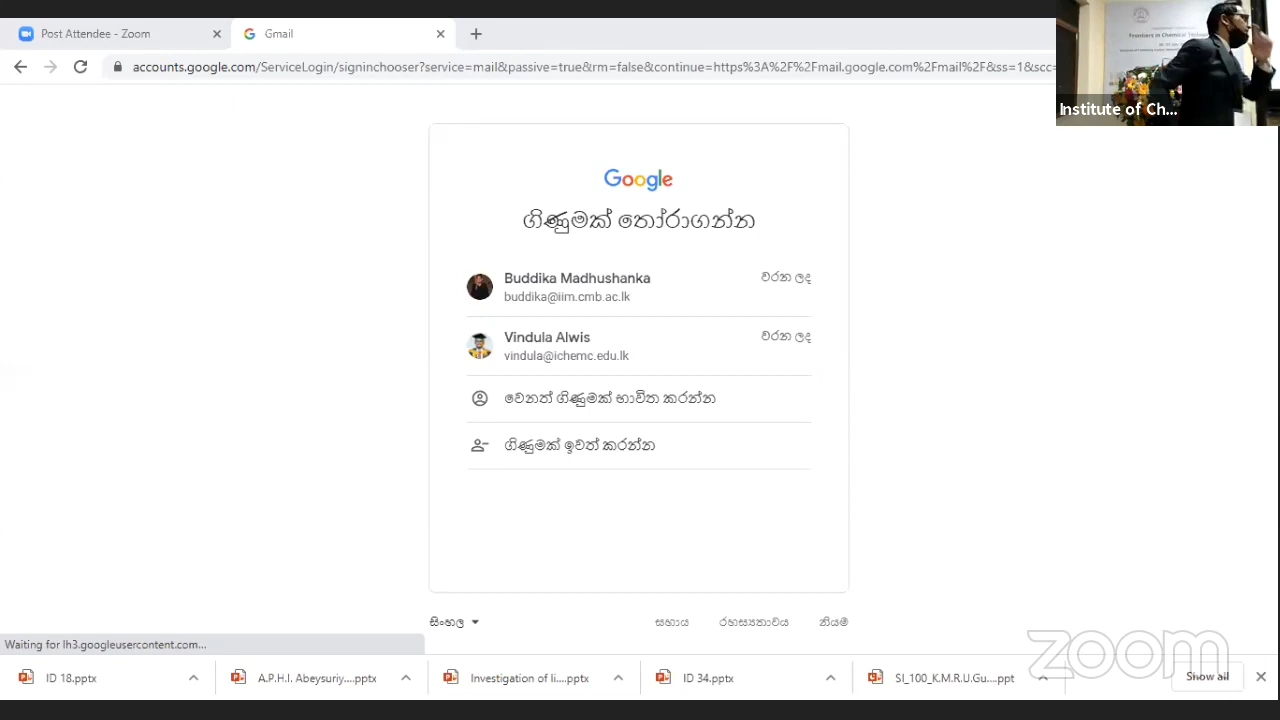 Post Attendee - Zoom
Gmail
accounts.google.com/ServiceLogin/signinchooser?service=mail&passive=true&rm=false&continue=https%3A%2F%2Fmail.google.com%2Fmail%2F&ss=1&scc=
Frontiers in Chemical
Institute of Ch...
Google
ගිණුමක් තෝරාගන්න
Buddika Madhushanka
වරන ලද
buddika@iim.cmb.ac.lk
Vindula Alwis
වරන ලද
vindula@ichemc.edu.lk
වෙනත් ගිණුමක් භාවිත කරන්න
ගිණුමක් ඉවත් කරන්න
සිංහල
සහාය
රහස්‍යතාවය
නියම්
Waiting for lh3.googleusercontent.com...
zoom
ID 18.pptx
A.P.H.I. Abeysuriy....pptx
Investigation of li....pptx
ID 34.pptx
SI_100_K.M.R.U.Gu....ppt
Show all